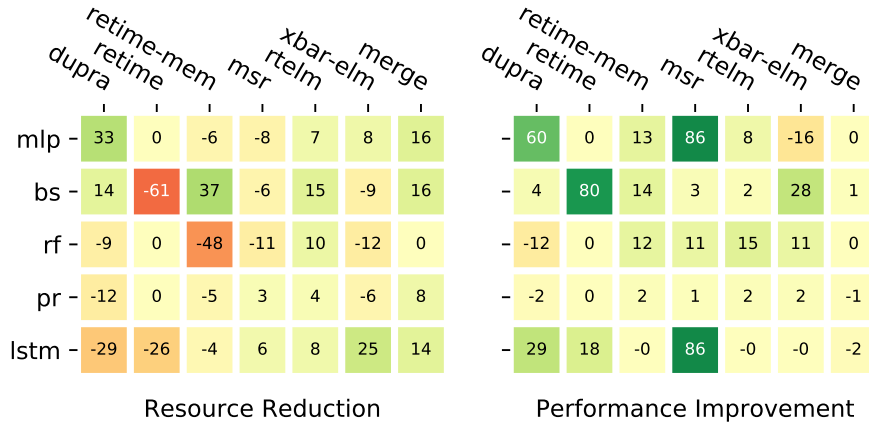 dupra retime retime-mem msr rtelm xbar-elm merge dupra retime retime-mem msr rtelm xbar-elm merge
mlp 33 0 -6 -8 7 8 16 60 0 13 86 8 -16 0
bs 14 -61 37 -6 15 -9 16 4 80 14 3 2 28 1
rf -9 0 -48 -11 10 -12 0 -12 0 12 11 15 11 0
pr -12 0 -5 3 4 -6 8 -2 0 2 1 2 2 -1
lstm -29 -26 -4 6 8 25 14 29 18 -0 86 -0 -0 -2
Resource Reduction Performance Improvement